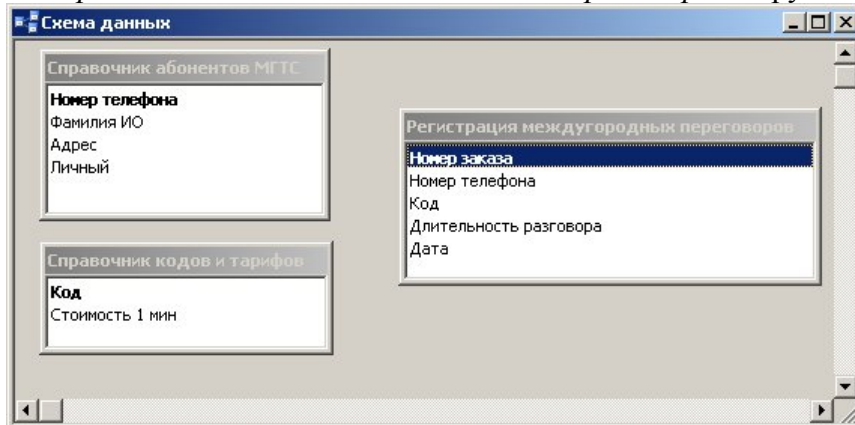 Схема данных
Справочник абонентов МГТС
Номер телефона
Фамилия ИО
Адрес
Личный
Регистрация междугородных переговоров
Номер заказа
Номер телефона
Код
Длительность разговора
Дата
Справочник кодов и тарифов
Код
Стоимость 1 мин